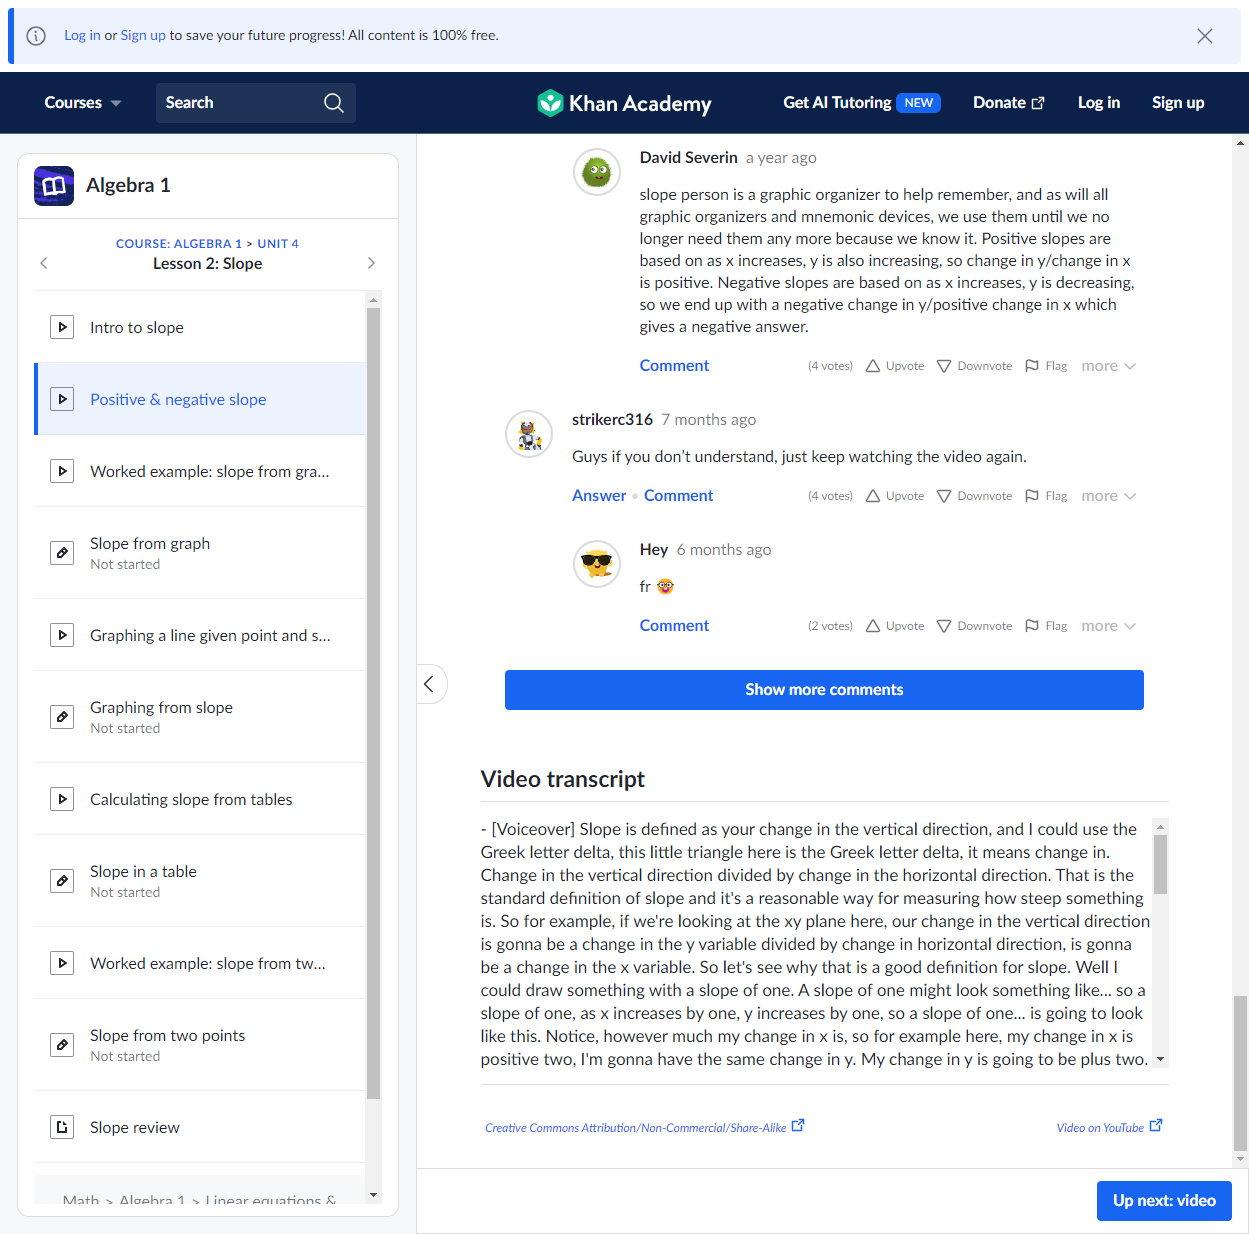 Log in or Sign up to save your future progress! All content is 100% free.
Courses
Search
Khan Academy
Get AI Tutoring NEW
Donate
Log in
Sign up
Algebra 1
COURSE: ALGEBRA 1 > UNIT 4
Lesson 2: Slope
Intro to slope
Positive & negative slope
Worked example: slope from gra...
Slope from graph
Not started
Graphing a line given point and s...
Graphing from slope
Not started
Calculating slope from tables
Slope in a table
Not started
Worked example: slope from tw...
Slope from two points
Not started
Slope review
Math > Algebra 1 > Linear equations &
David Severin a year ago
slope person is a graphic organizer to help remember, and as will all
graphic organizers and mnemonic devices, we use them until we no
longer need them any more because we know it. Positive slopes are
based on as x increases, y is also increasing, so change in y/change in x
is positive. Negative slopes are based on as x increases, y is decreasing,
so we end up with a negative change in y/positive change in x which
gives a negative answer.
Comment (4 votes) Upvote Downvote Flag more
strikerc316 7 months ago
Guys if you don't understand, just keep watching the video again.
Answer • Comment (4 votes) Upvote Downvote Flag more
Hey 6 months ago
fr 🤓
Comment (2 votes) Upvote Downvote Flag more
Show more comments
Video transcript
- [Voiceover] Slope is defined as your change in the vertical direction, and I could use the
Greek letter delta, this little triangle here is the Greek letter delta, it means change in.
Change in the vertical direction divided by change in the horizontal direction. That is the
standard definition of slope and it's a reasonable way for measuring how steep something
is. So for example, if we're looking at the xy plane here, our change in the vertical direction
is gonna be a change in the y variable divided by change in horizontal direction, is gonna
be a change in the x variable. So let's see why that is a good definition for slope. Well I
could draw something with a slope of one. A slope of one might look something like... so a
slope of one, as x increases by one, y increases by one, so a slope of one... is going to look
like this. Notice, however much my change in x is, so for example here, my change in x is
positive two, I'm gonna have the same change in y. My change in y is going to be plus two.
Creative Commons Attribution/Non-Commercial/Share-Alike
Video on YouTube
Up next: video